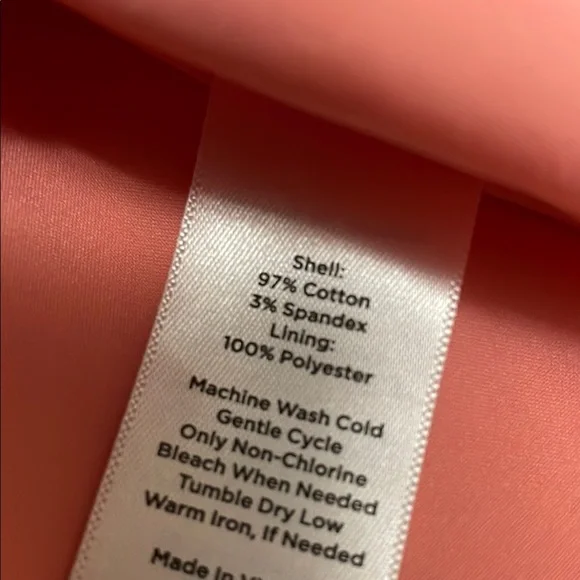 Shell:
97% Cotton
3% Spandex
Lining:
100% Polyester
Machine Wash Cold
Gentle Cycle
Only Non-Chlorine
Bleach When Needed
Tumble Dry Low
Warm Iron, If Needed
Made in